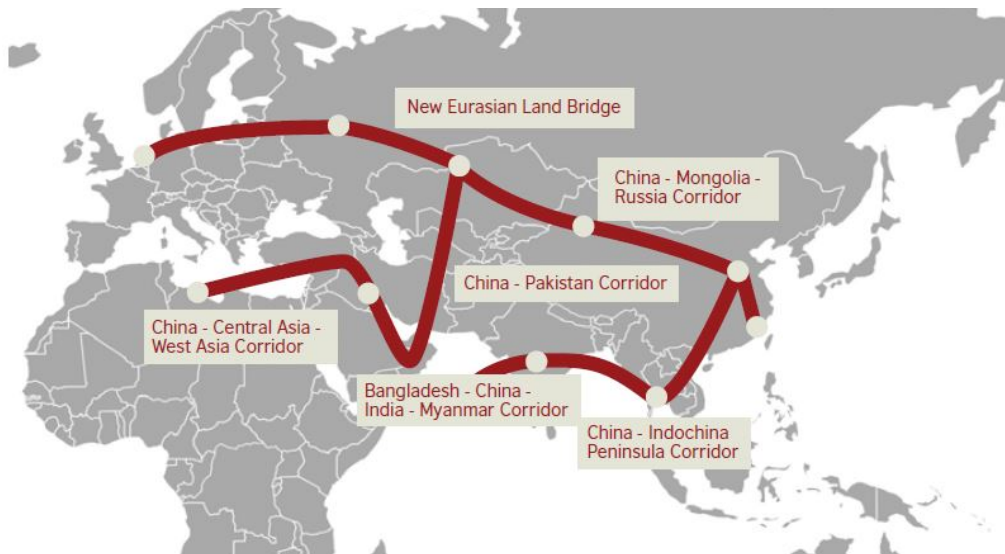 New Eurasian Land Bridge
China - Mongolia -
Russia Corridor
China - Pakistan Corridor
China - Central Asia -
West Asia Corridor
Bangladesh - China -
India - Myanmar Corridor
China - Indochina
Peninsula Corridor